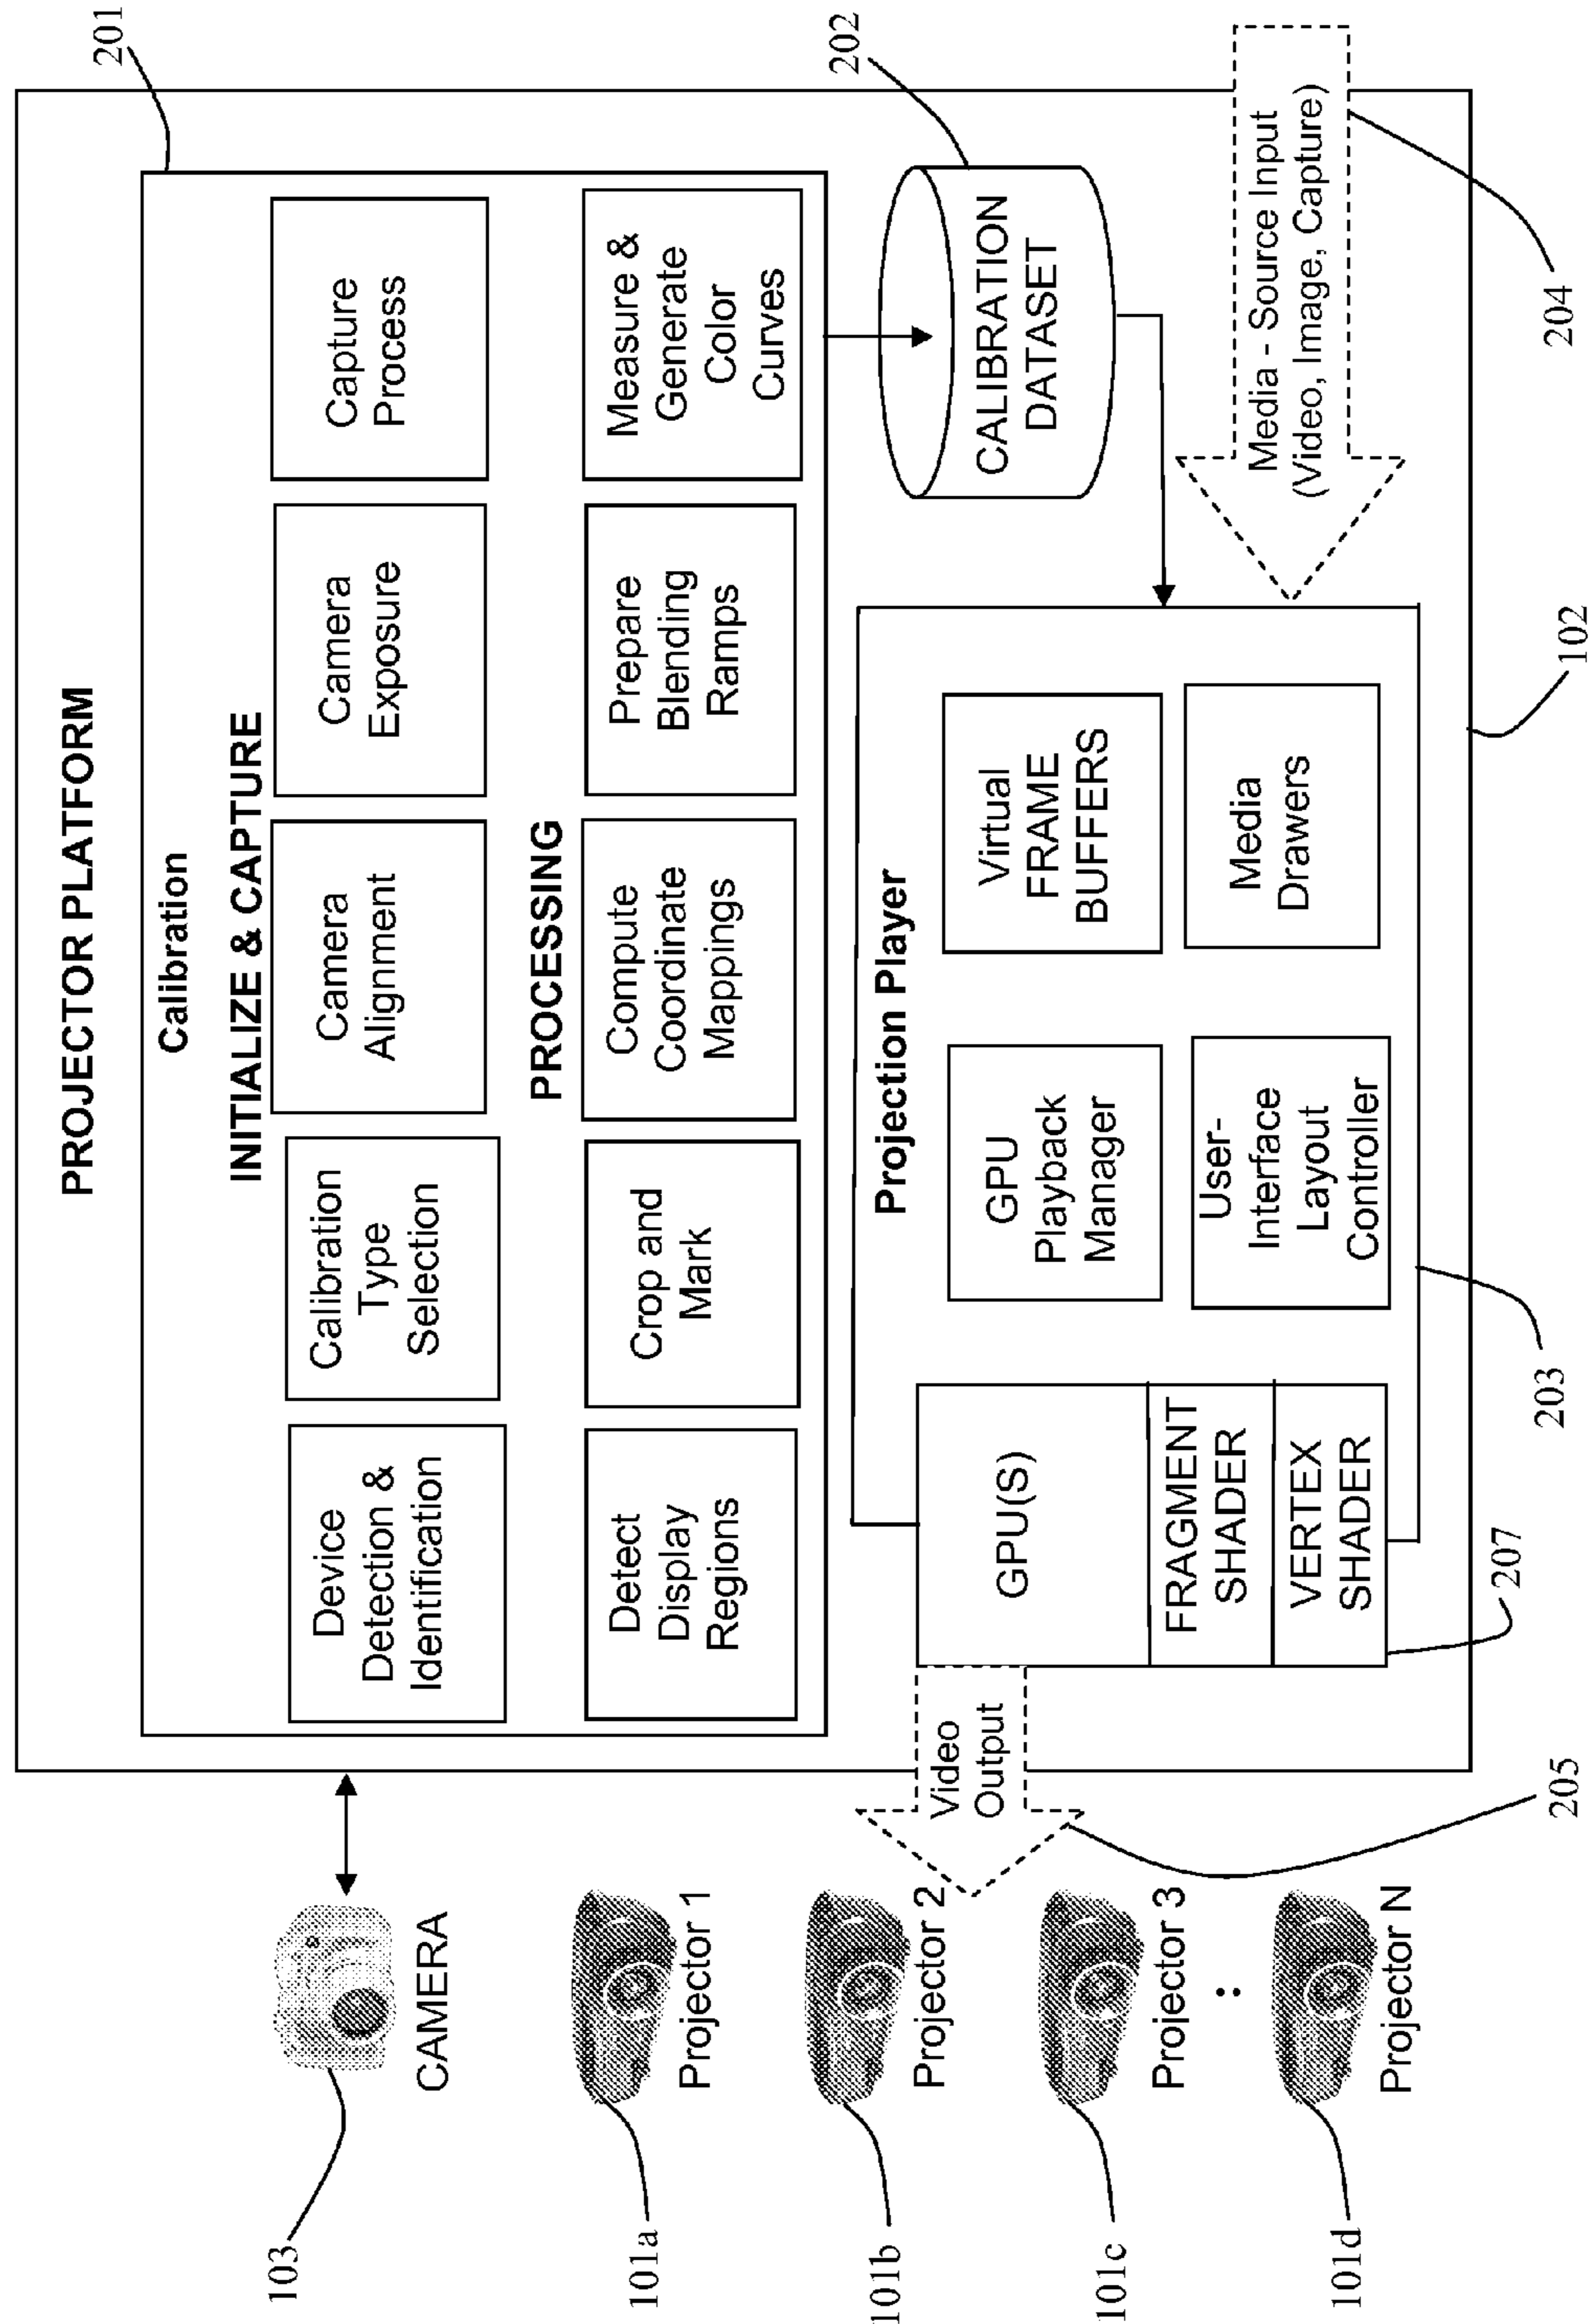 PROJECTOR PLATFORM
201
Calibration
INITIALIZE & CAPTURE
Device
Detection &
Identification
Calibration
Type
Selection
Camera
Alignment
Camera
Exposure
Capture
Process
PROCESSING
Detect
Display
Regions
Crop and
Mark
Compute
Coordinate
Mappings
Prepare
Blending
Ramps
Measure &
Generate
Color
Curves
103
CAMERA
101a
Projector 1
101b
Projector 2
101c
Projector 3
:
101d
Projector N
Video
Output
205
Projection Player
GPU(S)
FRAGMENT
SHADER
VERTEX
SHADER
207
GPU
Playback
Manager
Virtual
FRAME
BUFFERS
User-
Interface
Layout
Controller
Media
Drawers
203
202
CALIBRATION
DATASET
Media - Source Input
(Video, Image, Capture)
204
102